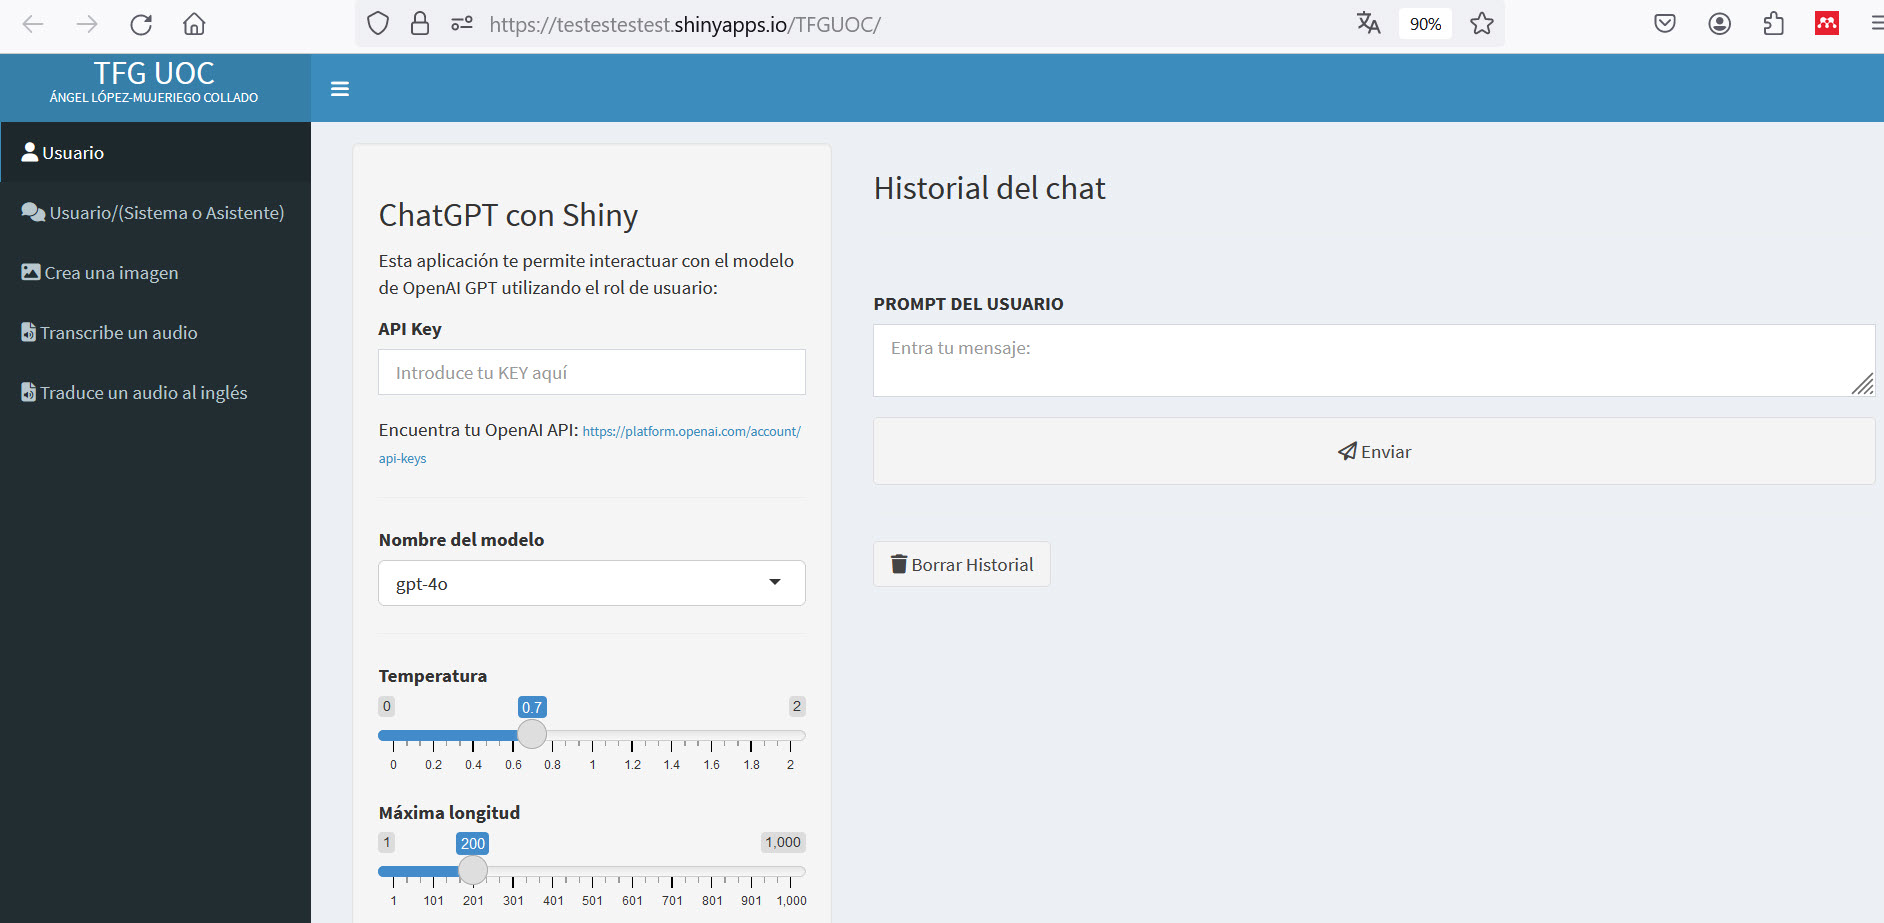 https://testestestest.shinyapps.io/TFGUOC/
90%
TFG UOC
ÁNGEL LÓPEZ-MUJERIEGO COLLADO
Usuario
Usuario/(Sistema o Asistente)
Crea una imagen
Transcribe un audio
Traduce un audio al inglés
ChatGPT con Shiny
Esta aplicación te permite interactuar con el modelo
de OpenAI GPT utilizando el rol de usuario:
API Key
Introduce tu KEY aquí
Encuentra tu OpenAI API: https://platform.openai.com/account/
api-keys
Nombre del modelo
gpt-4o
Temperatura
0 0.7 2
0 0.2 0.4 0.6 0.8 1 1.2 1.4 1.6 1.8 2
Máxima longitud
1 200 1,000
1 101 201 301 401 501 601 701 801 901 1,000
Historial del chat
PROMPT DEL USUARIO
Entra tu mensaje:
Enviar
Borrar Historial